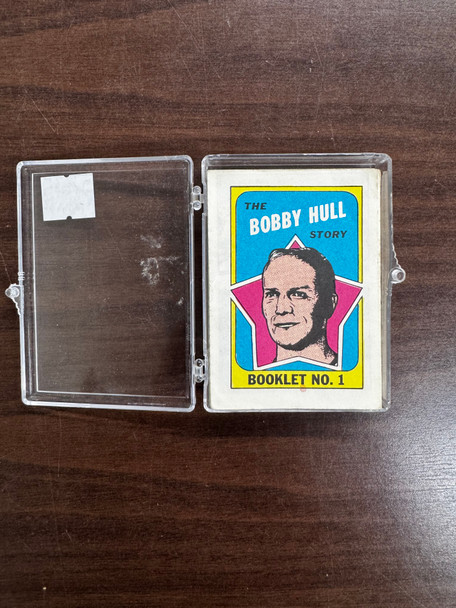 THE
BOBBY HULL
STORY
BOOKLET NO. 1